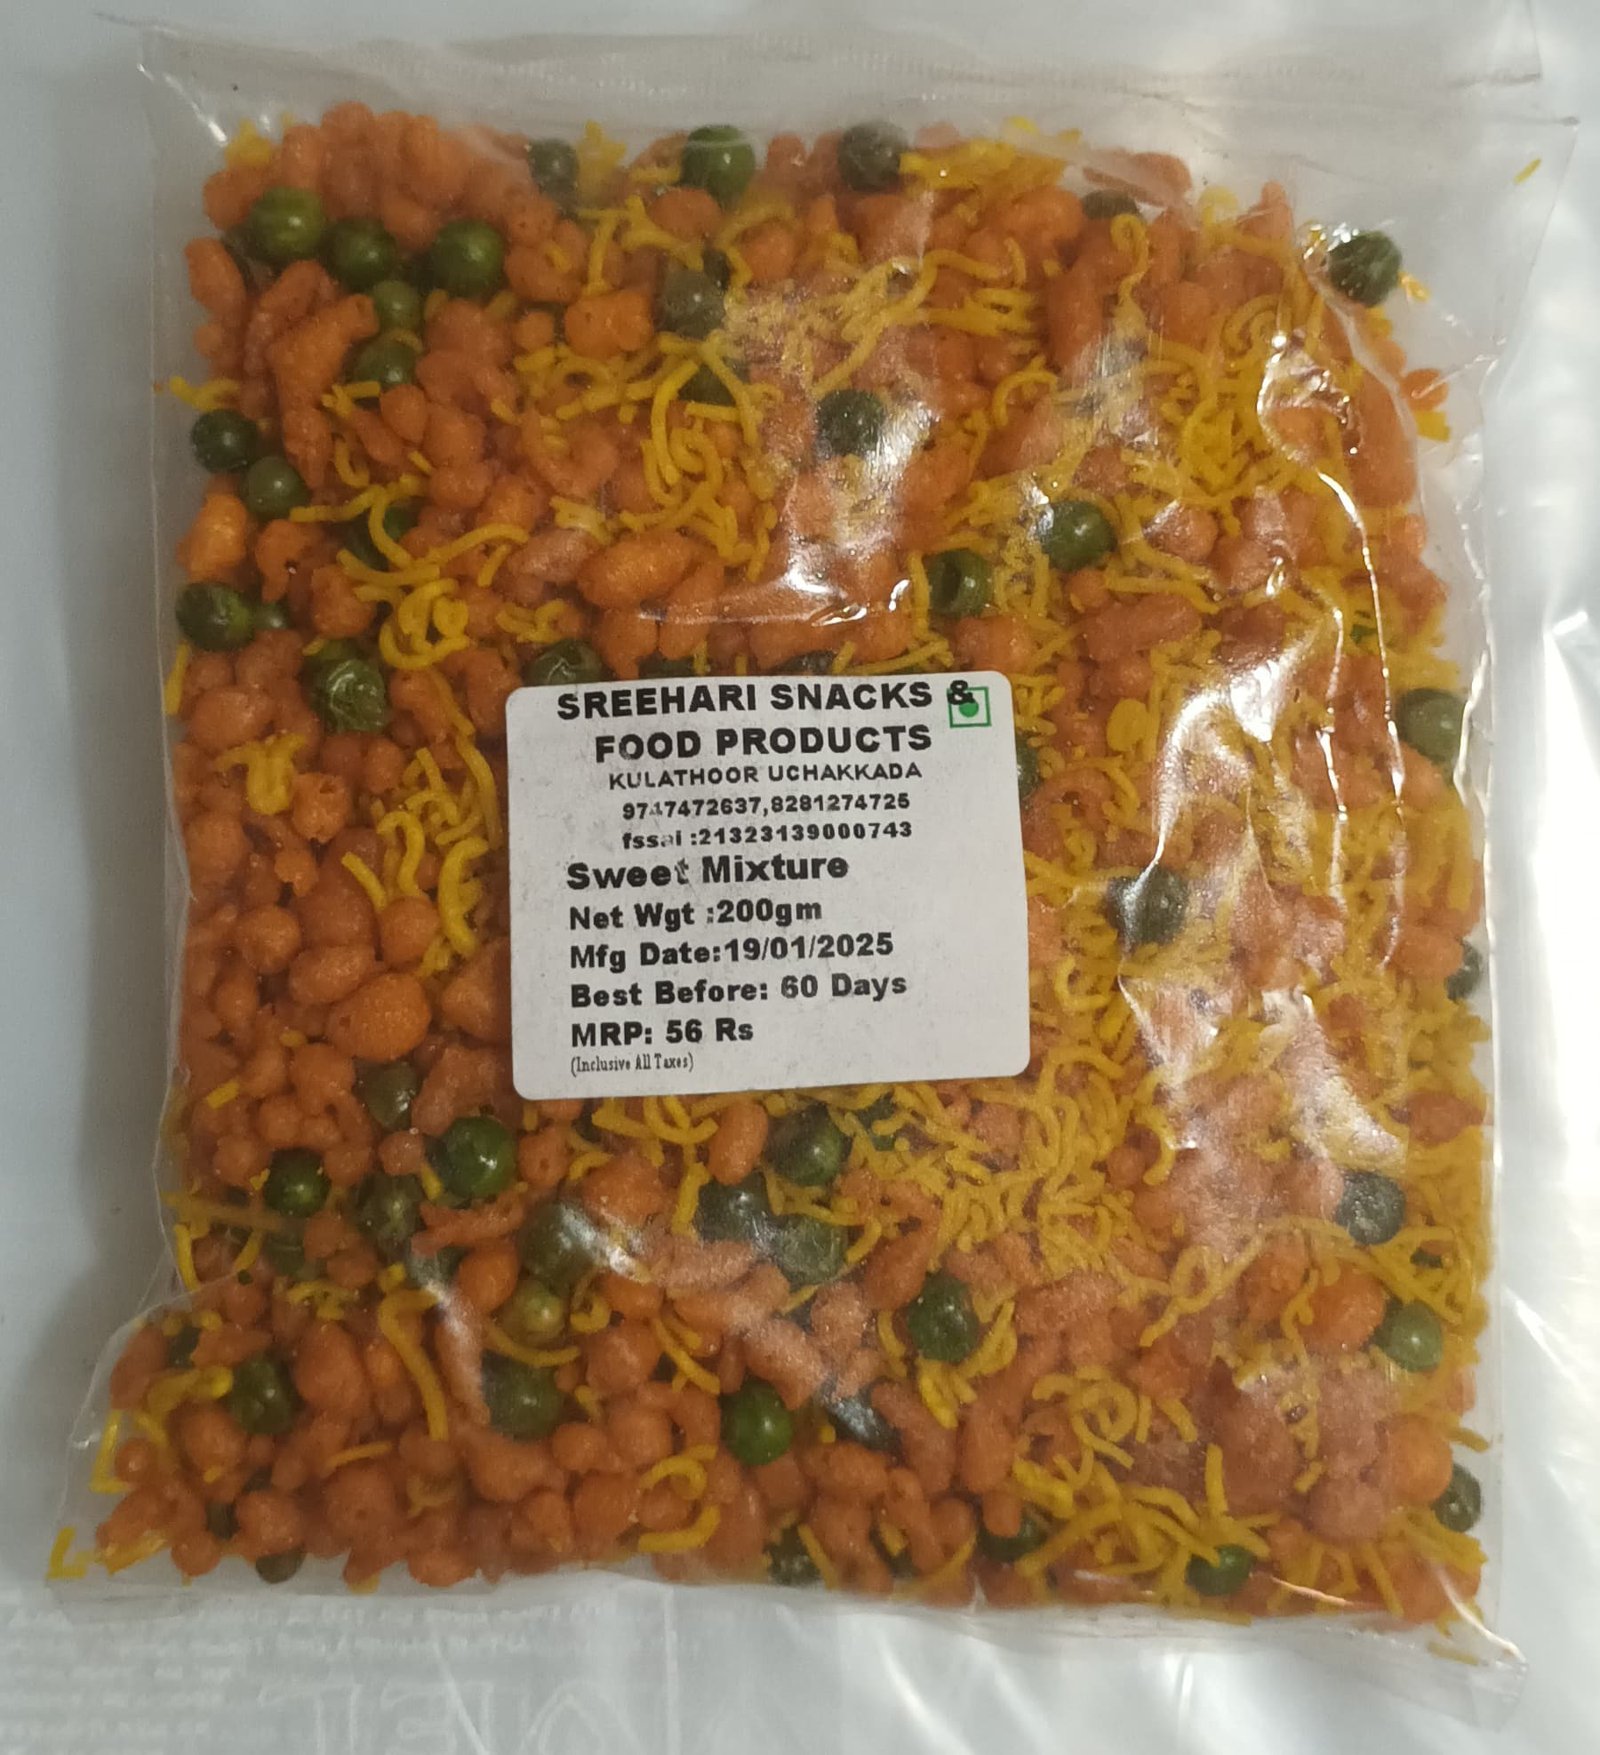 SREEHARI SNACKS &
FOOD PRODUCTS
KULATHOOR UCHAKKADA
9747472637,8281274725
fssai :21323139000743
Sweet Mixture
Net Wgt :200gm
Mfg Date:19/01/2025
Best Before: 60 Days
MRP: 56 Rs
(Inclusive All Taxes)